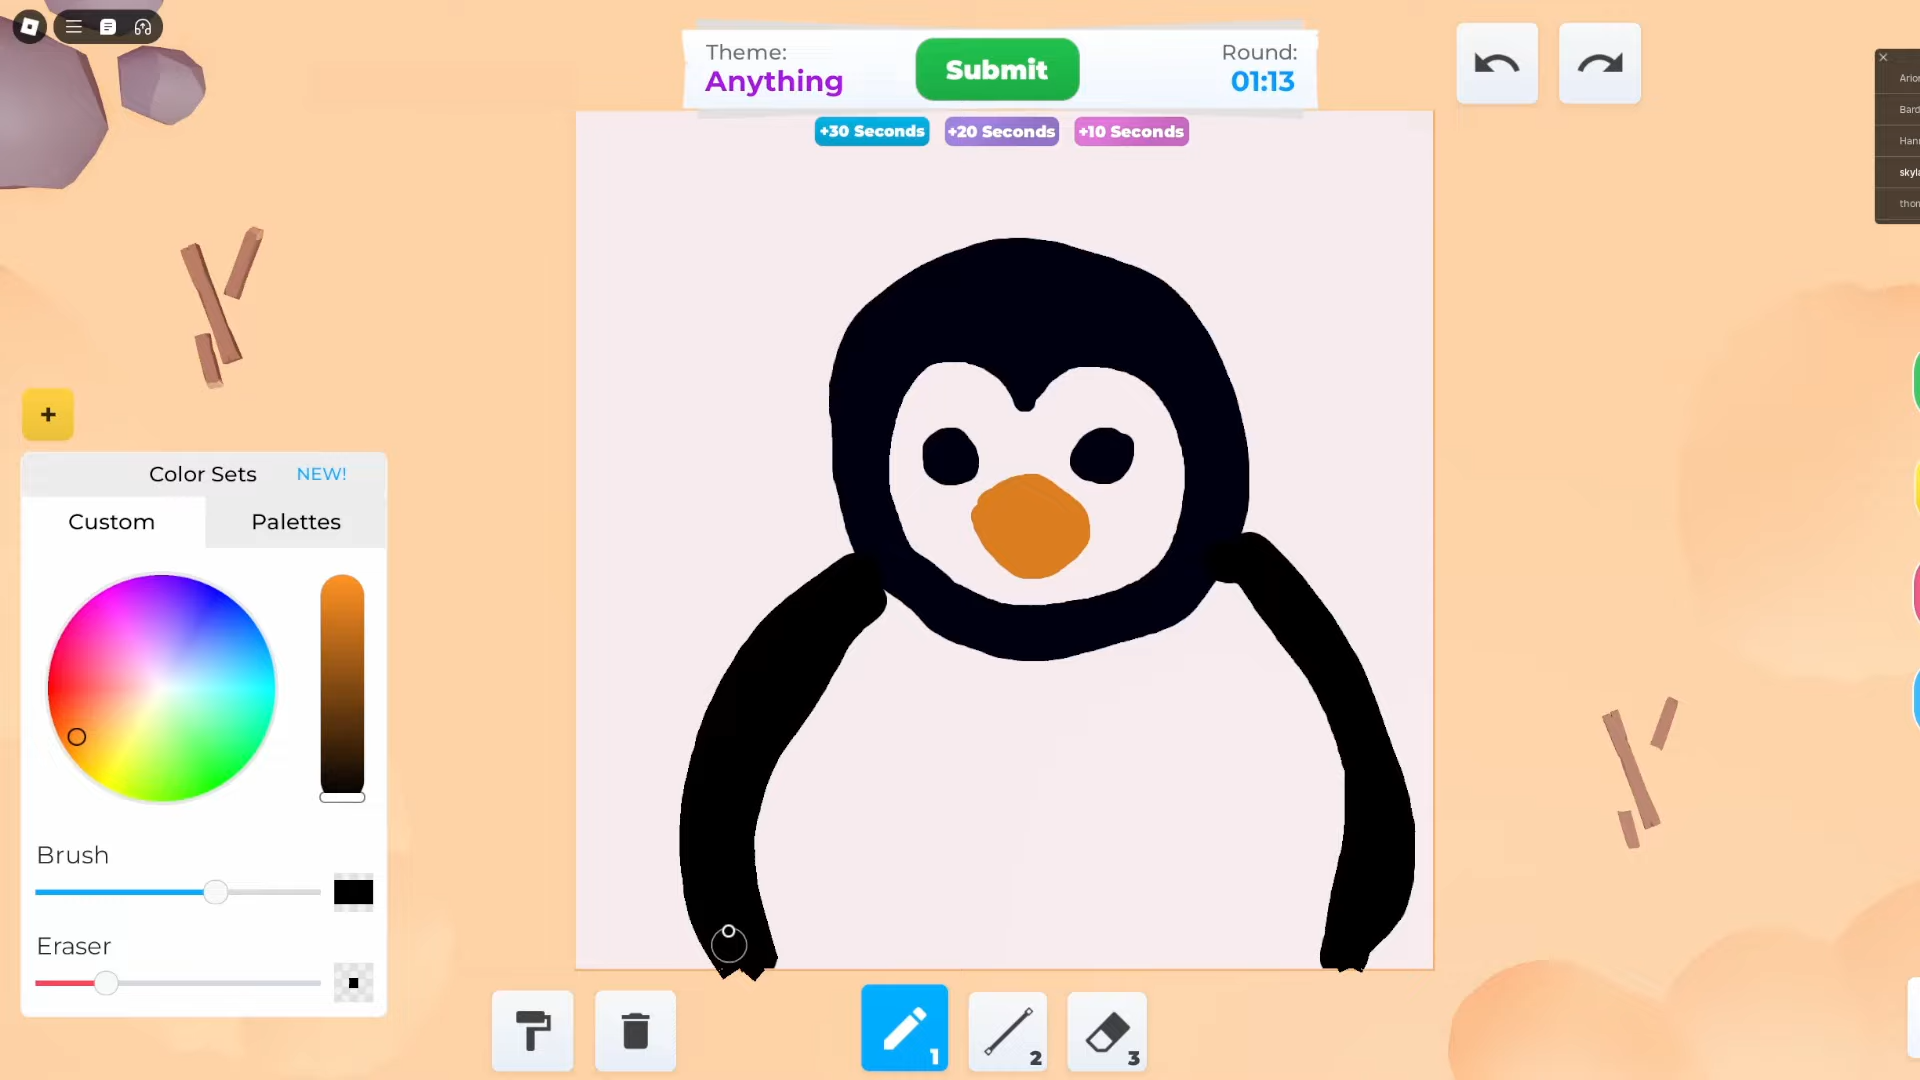 Theme:
Anything
Submit
Round:
01:13
+30 Seconds
+20 Seconds
+10 Seconds
+
Color Sets
NEW!
Custom
Palettes
Brush
Eraser
1
2
3